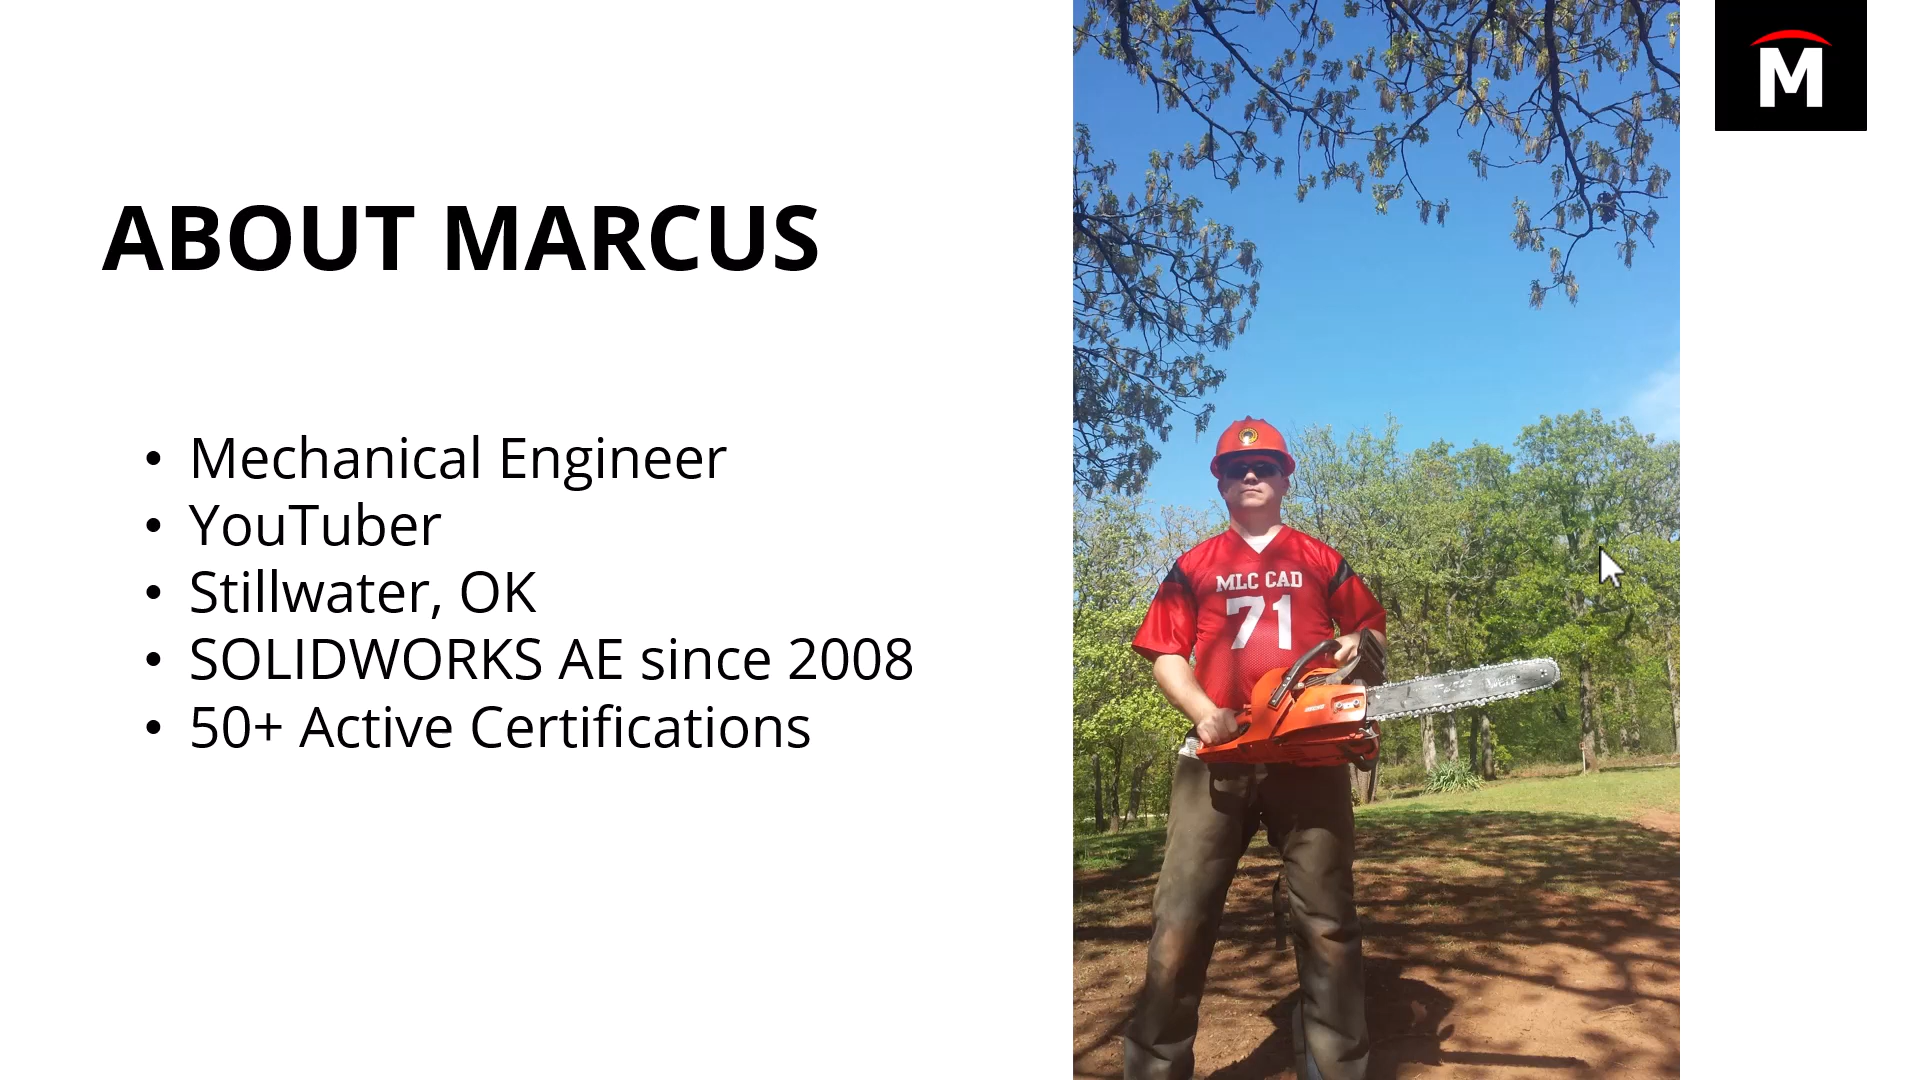 M
ABOUT MARCUS
• Mechanical Engineer
• YouTuber
• Stillwater, OK
• SOLIDWORKS AE since 2008
• 50+ Active Certifications
MLC CAD
71